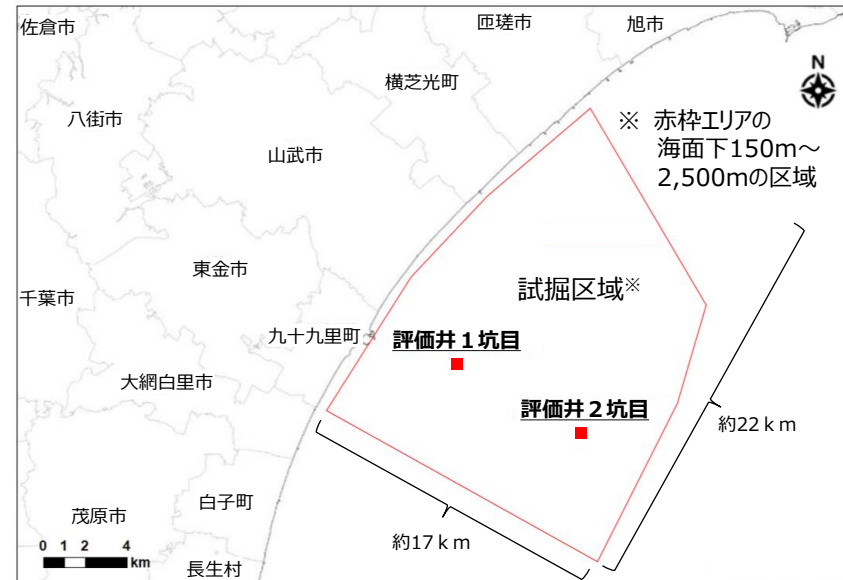 佐倉市
匝瑳市
旭市
横芝光町
N
八街市
※ 赤枠エリアの
海面下150m～
2,500mの区域
山武市
東金市
試掘区域※
千葉市
九十九里町
評価井１坑目
大網白里市
評価井２坑目
約22ｋｍ
白子町
茂原市
約17ｋｍ
0 1 2 4
km
長生村